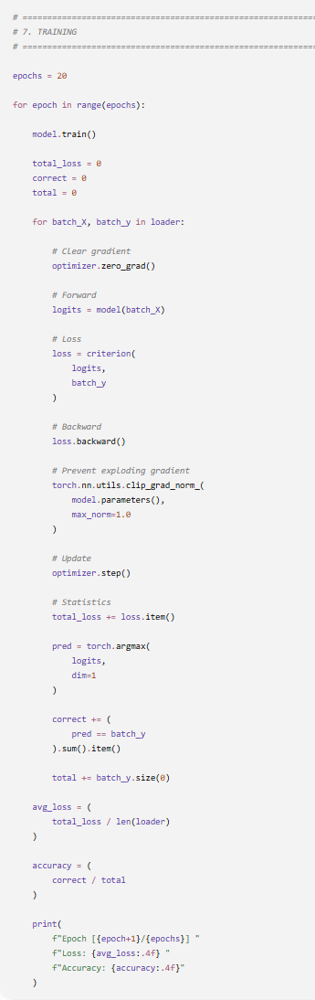 # ============================================================
# 7. TRAINING
# ============================================================
epochs = 20
for epoch in range(epochs):
    model.train()
    total_loss = 0
    correct = 0
    total = 0
    for batch_X, batch_y in loader:
        # Clear gradient
        optimizer.zero_grad()
        # Forward
        logits = model(batch_X)
        # Loss
        loss = criterion(
            logits,
            batch_y
        )
        # Backward
        loss.backward()
        # Prevent exploding gradient
        torch.nn.utils.clip_grad_norm_(
            model.parameters(),
            max_norm=1.0
        )
        # Update
        optimizer.step()
        # Statistics
        total_loss += loss.item()
        pred = torch.argmax(
            logits,
            dim=1
        )
        correct += (
            pred == batch_y
        ).sum().item()
        total += batch_y.size(0)
    avg_loss = (
        total_loss / len(loader)
    )
    accuracy = (
        correct / total
    )
    print(
        f"Epoch [{epoch+1}/{epochs}] "
        f"Loss: {avg_loss:.4f} "
        f"Accuracy: {accuracy:.4f}"
    )